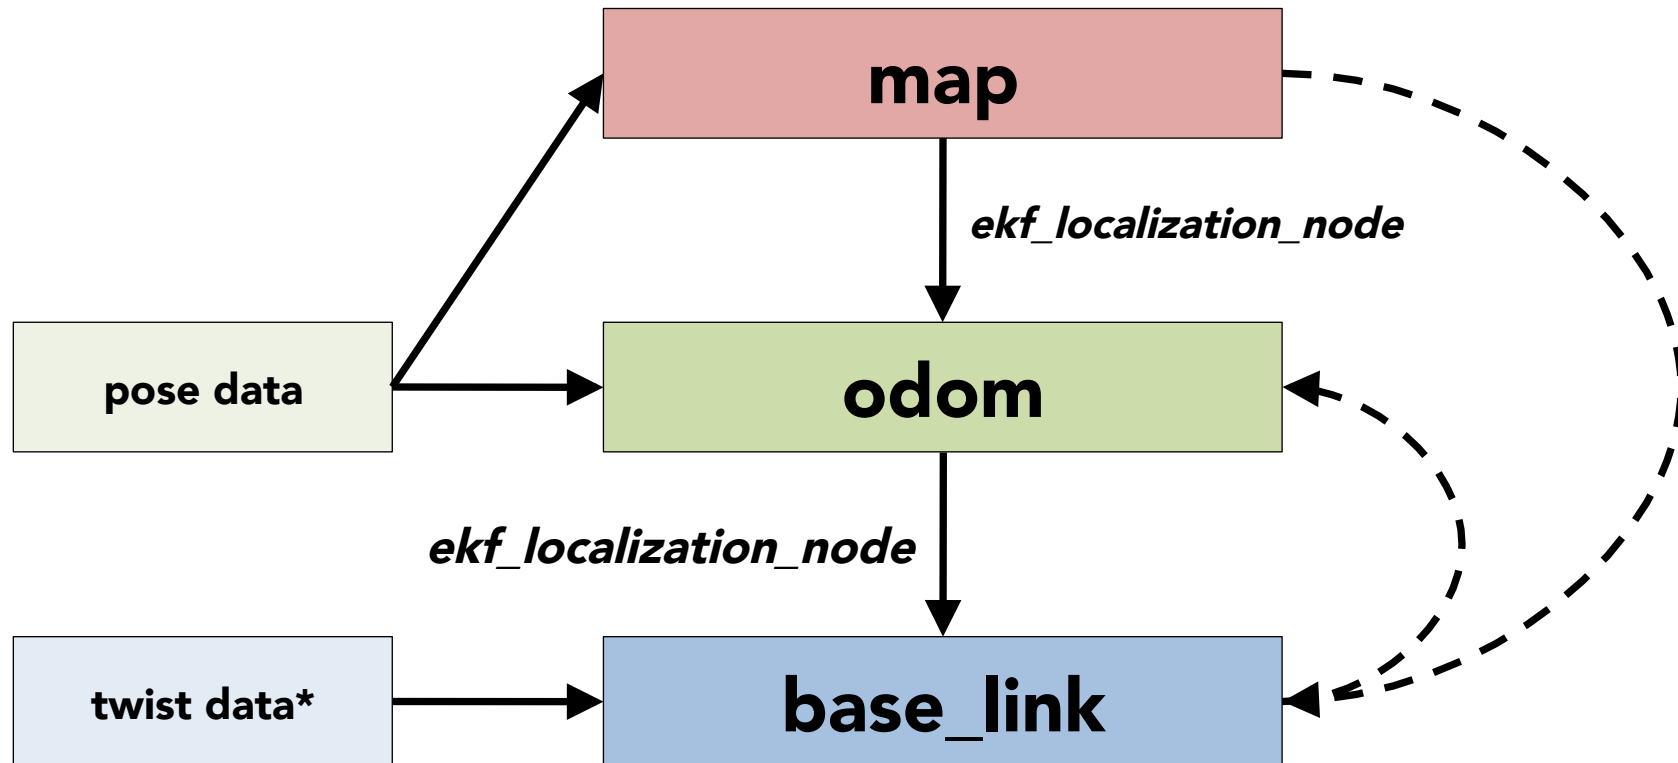 map
ekf_localization_node
pose data
odom
ekf_localization_node
twist data*
base_link